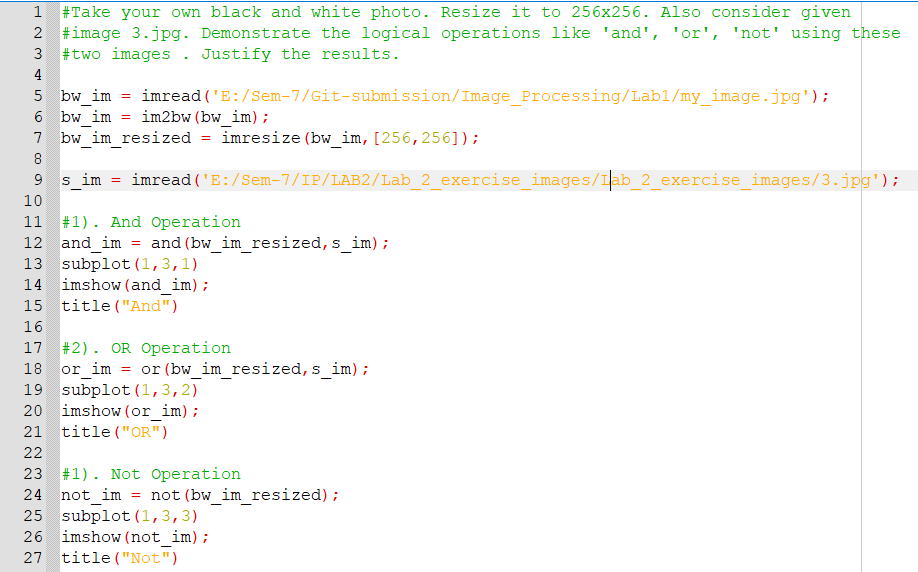 1 #Take your own black and white photo. Resize it to 256x256. Also consider given
2 #image 3.jpg. Demonstrate the logical operations like 'and', 'or', 'not' using these
3 #two images . Justify the results.
4
5 bw_im = imread('E:/Sem-7/Git-submission/Image_Processing/Lab1/my_image.jpg');
6 bw_im = im2bw(bw_im);
7 bw_im_resized = imresize(bw_im,[256,256]);
8
9 s_im = imread('E:/Sem-7/IP/LAB2/Lab_2_exercise_images/Lab_2_exercise_images/3.jpg');
10
11 #1). And Operation
12 and_im = and(bw_im_resized,s_im);
13 subplot(1,3,1)
14 imshow(and_im);
15 title("And")
16
17 #2). OR Operation
18 or_im = or(bw_im_resized,s_im);
19 subplot(1,3,2)
20 imshow(or_im);
21 title("OR")
22
23 #1). Not Operation
24 not_im = not(bw_im_resized);
25 subplot(1,3,3)
26 imshow(not_im);
27 title("Not")